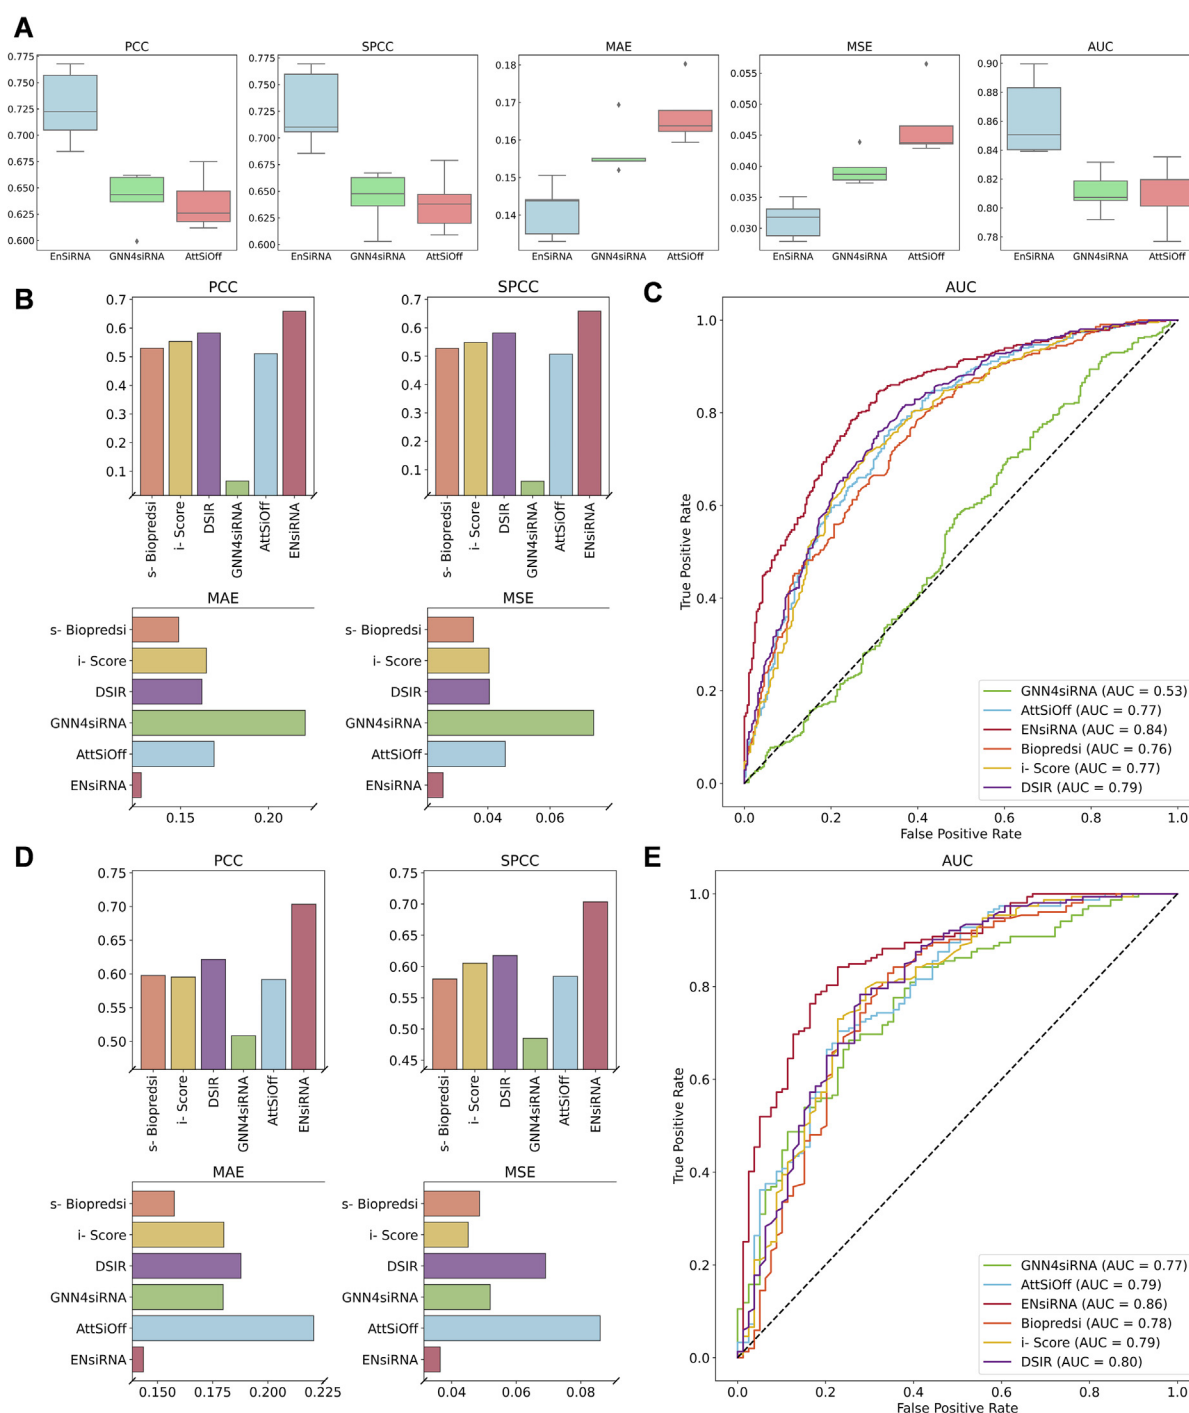 A
PCC
SPCC
MAE
MSE
AUC
0.775
0.750
0.725
0.700
0.675
0.650
0.625
0.600
EnSiRNA
GNN4siRNA
AttSiOff
0.775
0.750
0.725
0.700
0.675
0.650
0.625
0.600
EnSiRNA
GNN4siRNA
AttSiOff
0.18
0.17
0.16
0.15
0.14
EnSiRNA
GNN4siRNA
AttSiOff
0.055
0.050
0.045
0.040
0.035
0.030
EnSiRNA
GNN4siRNA
AttSiOff
0.90
0.88
0.86
0.84
0.82
0.80
0.78
EnSiRNA
GNN4siRNA
AttSiOff
B
PCC
0.7
0.6
0.5
0.4
0.3
0.2
0.1
s- Biopredsi
i- Score
DSIR
GNN4siRNA
AttSiOff
ENsiRNA
SPCC
0.7
0.6
0.5
0.4
0.3
0.2
0.1
s- Biopredsi
i- Score
DSIR
GNN4siRNA
AttSiOff
ENsiRNA
MAE
s- Biopredsi
i- Score
DSIR
GNN4siRNA
AttSiOff
ENsiRNA
0.15
0.20
MSE
s- Biopredsi
i- Score
DSIR
GNN4siRNA
AttSiOff
ENsiRNA
0.04
0.06
C
AUC
True Positive Rate
1.0
0.8
0.6
0.4
0.2
0.0
GNN4siRNA (AUC = 0.53)
AttSiOff (AUC = 0.77)
ENsiRNA (AUC = 0.84)
Biopredsi (AUC = 0.76)
i- Score (AUC = 0.77)
DSIR (AUC = 0.79)
0.0
0.2
0.4
0.6
0.8
1.0
False Positive Rate
D
PCC
0.75
0.70
0.65
0.60
0.55
0.50
s- Biopredsi
i- Score
DSIR
GNN4siRNA
AttSiOff
ENsiRNA
SPCC
0.75
0.70
0.65
0.60
0.55
0.50
0.45
s- Biopredsi
i- Score
DSIR
GNN4siRNA
AttSiOff
ENsiRNA
MAE
s- Biopredsi
i- Score
DSIR
GNN4siRNA
AttSiOff
ENsiRNA
0.150
0.175
0.200
0.225
MSE
s- Biopredsi
i- Score
DSIR
GNN4siRNA
AttSiOff
ENsiRNA
0.04
0.06
0.08
E
AUC
True Positive Rate
1.0
0.8
0.6
0.4
0.2
0.0
GNN4siRNA (AUC = 0.77)
AttSiOff (AUC = 0.79)
ENsiRNA (AUC = 0.86)
Biopredsi (AUC = 0.78)
i- Score (AUC = 0.79)
DSIR (AUC = 0.80)
0.0
0.2
0.4
0.6
0.8
1.0
False Positive Rate